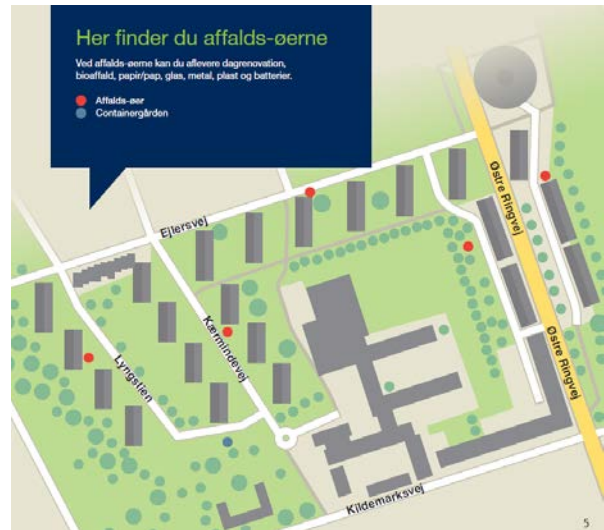 Her finder du affalds-øerne
Ved affalds-øerne kan du aflevere dagrenovation,
bioaffald, papir/pap, glas, metal, plast og batterier.
Affalds-øer
Containergården
Østre Ringvej
Ejlersvej
Kærmindevej
Lyngstien
Østre Ringvej
Kildemarksvej
5